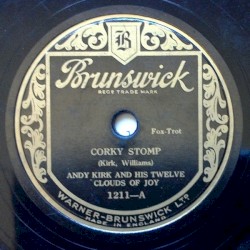 B
Brunswick
REGD TRADE MARK
Fox-Trot
CORKY STOMP
(Kirk, Williams)
ANDY KIRK AND HIS TWELVE
CLOUDS OF JOY
1211—A
WARNER-BRUNSWICK LTD
MADE IN ENGLAND